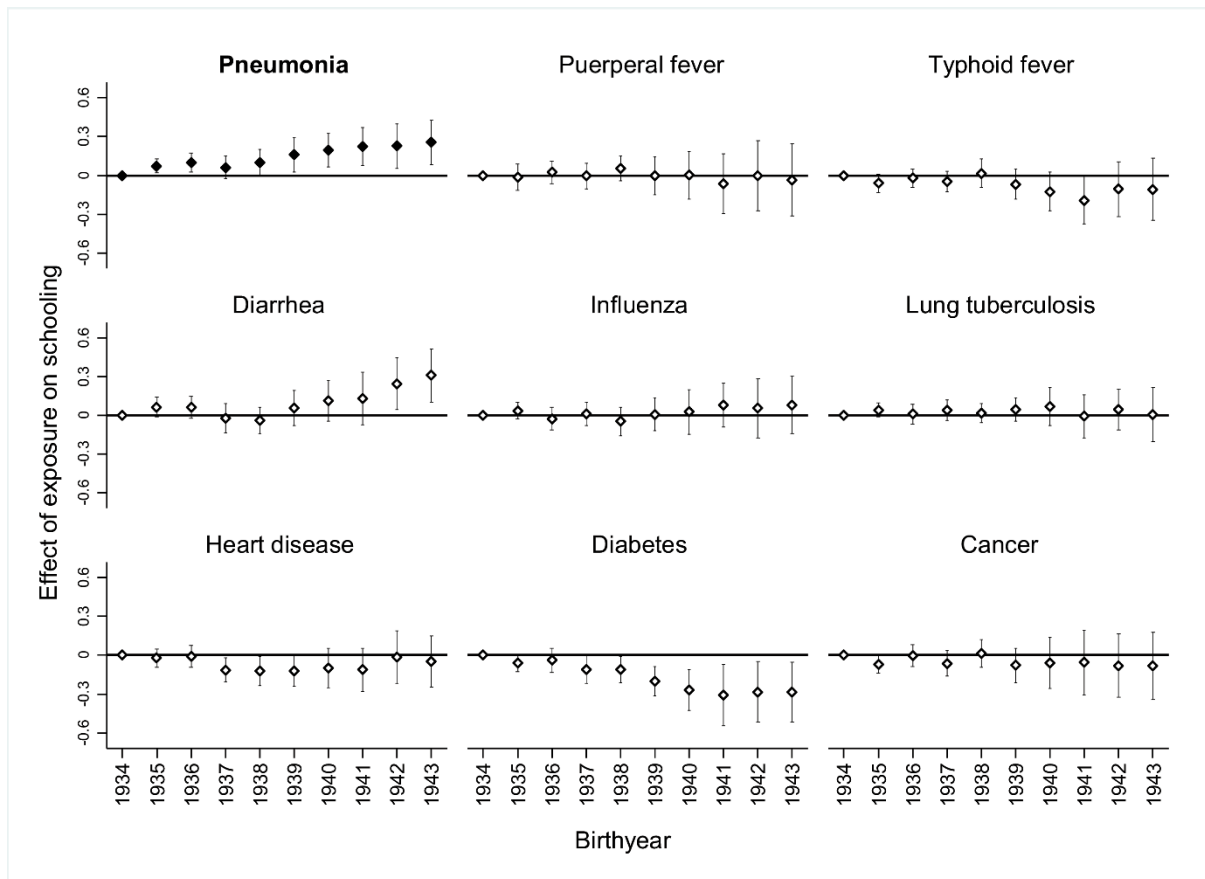 Pneumonia
Puerperal fever
Typhoid fever
0.6
0.3
0
-0.3
-0.6
Diarrhea
Influenza
Lung tuberculosis
0.6
0.3
0
-0.3
-0.6
Heart disease
Diabetes
Cancer
0.6
0.3
0
-0.3
-0.6
Effect of exposure on schooling
1934 1935 1936 1937 1938 1939 1940 1941 1942 1943
1934 1935 1936 1937 1938 1939 1940 1941 1942 1943
1934 1935 1936 1937 1938 1939 1940 1941 1942 1943
Birthyear